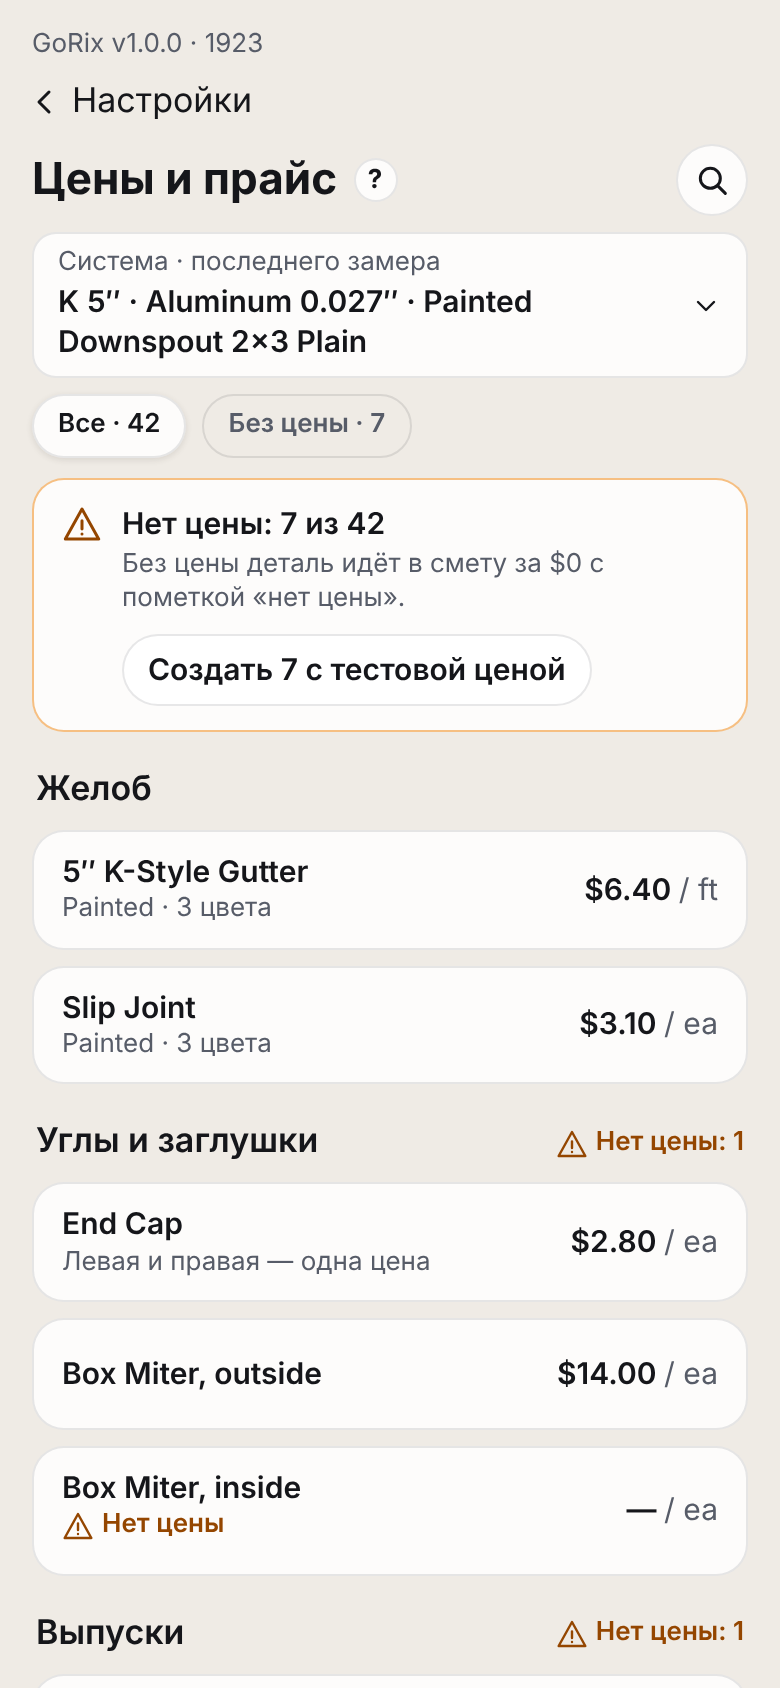 GoRix v1.0.0 · 1923
Настройки
Цены и прайс ?
Система · последнего замера
K 5″ · Aluminum 0.027″ · Painted
Downspout 2×3 Plain
Все · 42
Без цены · 7
Нет цены: 7 из 42
Без цены деталь идёт в смету за $0 с
пометкой «нет цены».
Создать 7 с тестовой ценой
Желоб
5″ K-Style Gutter
Painted · 3 цвета
$6.40 / ft
Slip Joint
Painted · 3 цвета
$3.10 / ea
Углы и заглушки
Нет цены: 1
End Cap
Левая и правая — одна цена
$2.80 / ea
Box Miter, outside
$14.00 / ea
Box Miter, inside
Нет цены
— / ea
Выпуски
Нет цены: 1